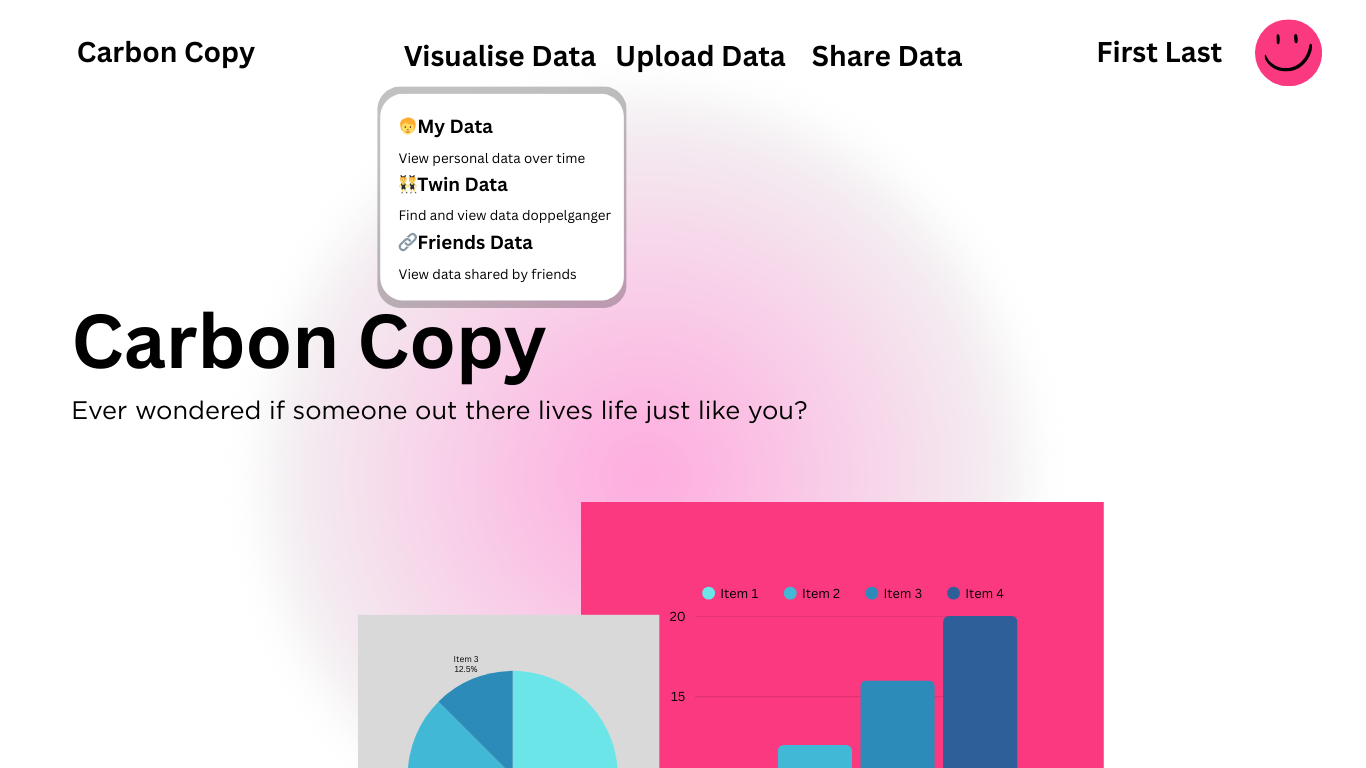 Carbon Copy
Visualise Data
Upload Data
Share Data
First Last
My Data
View personal data over time
Twin Data
Find and view data doppelganger
Friends Data
View data shared by friends
Carbon Copy
Ever wondered if someone out there lives life just like you?
Item 1
Item 2
Item 3
Item 4
20
15
Item 3
12.5%